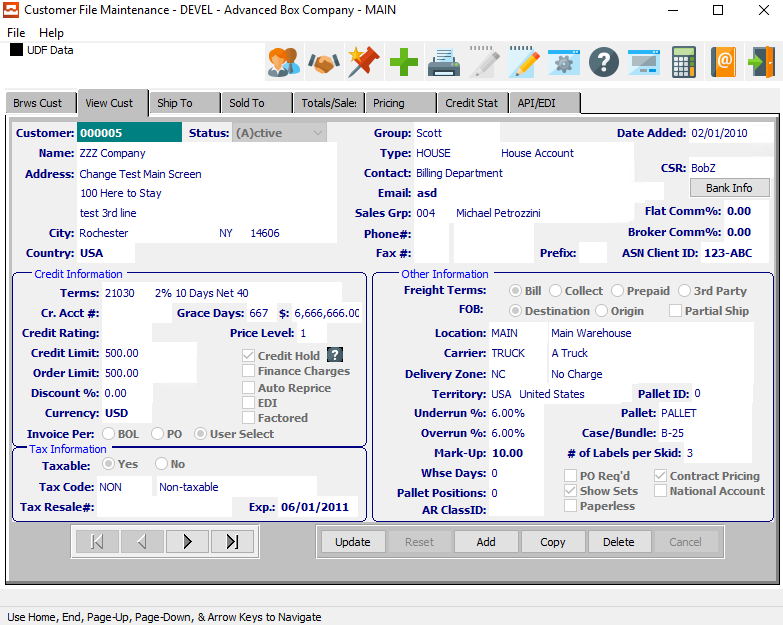 Customer File Maintenance - DEVEL - Advanced Box Company - MAIN
File Help
UDF Data
Brws Cust View Cust Ship To Sold To Totals/Sales Pricing Credit Stat API/EDI
Customer: 000005 Status: (A)ctive Group: Scott Date Added: 02/01/2010
Name: ZZZ Company Type: HOUSE House Account
Address: Change Test Main Screen Contact: Billing Department CSR: BobZ
100 Here to Stay Email: asd Bank Info
test 3rd line Sales Grp: 004 Michael Petrozzini Flat Comm%: 0.00
City: Rochester NY 14606 Phone#: Broker Comm%: 0.00
Country: USA Fax #: Prefix: ASN Client ID: 123-ABC
Credit Information
Terms: 21030 2% 10 Days Net 40
Cr. Acct #: Grace Days: 667 $: 6,666,666.00
Credit Rating: Price Level: 1
Credit Limit: 500.00 Credit Hold ?
Order Limit: 500.00 Finance Charges
Discount %: 0.00 Auto Reprice
Currency: USD EDI
Factored
Invoice Per: BOL PO User Select
Tax Information
Taxable: Yes No
Tax Code: NON Non-taxable
Tax Resale#: Exp.: 06/01/2011
Other Information
Freight Terms: Bill Collect Prepaid 3rd Party
FOB: Destination Origin Partial Ship
Location: MAIN Main Warehouse
Carrier: TRUCK A Truck
Delivery Zone: NC No Charge
Territory: USA United States Pallet ID: 0
Underrun %: 6.00% Pallet: PALLET
Overrun %: 6.00% Case/Bundle: B-25
Mark-Up: 10.00 # of Labels per Skid: 3
Whse Days: 0 PO Req'd Contract Pricing
Pallet Positions: 0 Show Sets National Account
AR ClassID: Paperless
Update Reset Add Copy Delete Cancel
Use Home, End, Page-Up, Page-Down, & Arrow Keys to Navigate